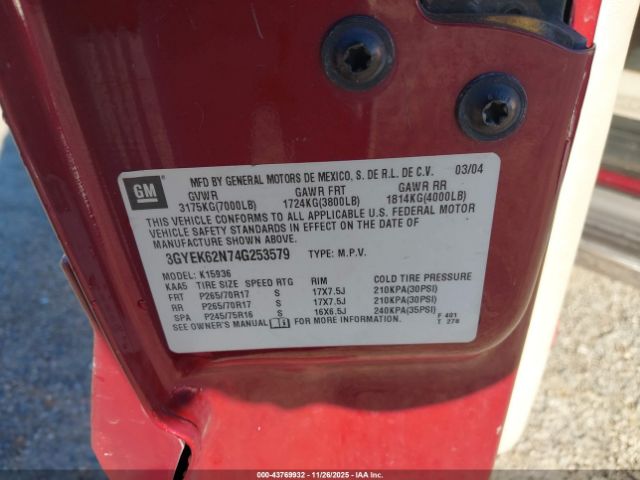 GM
MFD BY GENERAL MOTORS DE MEXICO, S. DE R.L. DE C.V. 03/04
GVWR GAWR FRT GAWR RR
3175KG(7000LB) 1724KG(3800LB) 1814KG(4000LB)
THIS VEHICLE CONFORMS TO ALL APPLICABLE U.S. FEDERAL MOTOR
VEHICLE SAFETY STANDARDS IN EFFECT ON THE DATE OF
MANUFACTURE SHOWN ABOVE.
3GYEK62N74G253579 TYPE: M.P.V.
MODEL: K15936
KAA5 TIRE SIZE SPEED RTG RIM COLD TIRE PRESSURE
FRT P265/70R17 S 17X7.5J 210KPA(30PSI)
RR P265/70R17 S 17X7.5J 210KPA(30PSI)
SPA P245/75R16 S 16X6.5J 240KPA(35PSI)
SEE OWNER'S MANUAL FOR MORE INFORMATION.
F 401
T 278
000-43769932 | 11/26/2025 | IAAI.COM